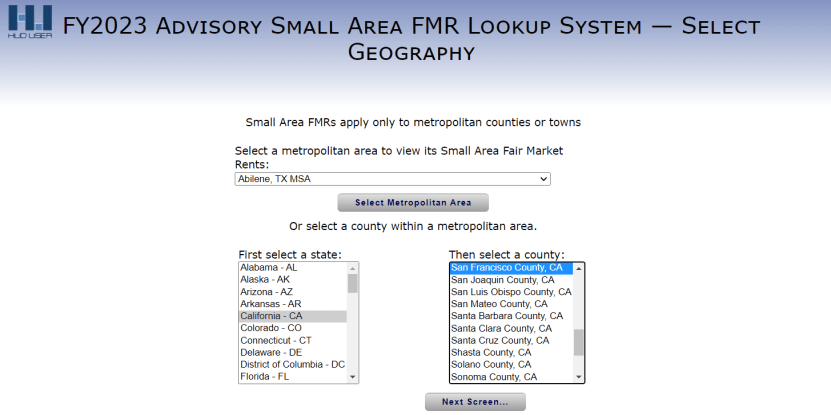 HUD USER
FY2023 Advisory Small Area FMR Lookup System — Select
Geography
Small Area FMRs apply only to metropolitan counties or towns
Select a metropolitan area to view its Small Area Fair Market
Rents:
Abilene, TX MSA
Select Metropolitan Area
Or select a county within a metropolitan area.
First select a state:
Alabama - AL
Alaska - AK
Arizona - AZ
Arkansas - AR
California - CA
Colorado - CO
Connecticut - CT
Delaware - DE
District of Columbia - DC
Florida - FL
Then select a county:
San Francisco County, CA
San Joaquin County, CA
San Luis Obispo County, CA
San Mateo County, CA
Santa Barbara County, CA
Santa Clara County, CA
Santa Cruz County, CA
Shasta County, CA
Solano County, CA
Sonoma County, CA
Next Screen...